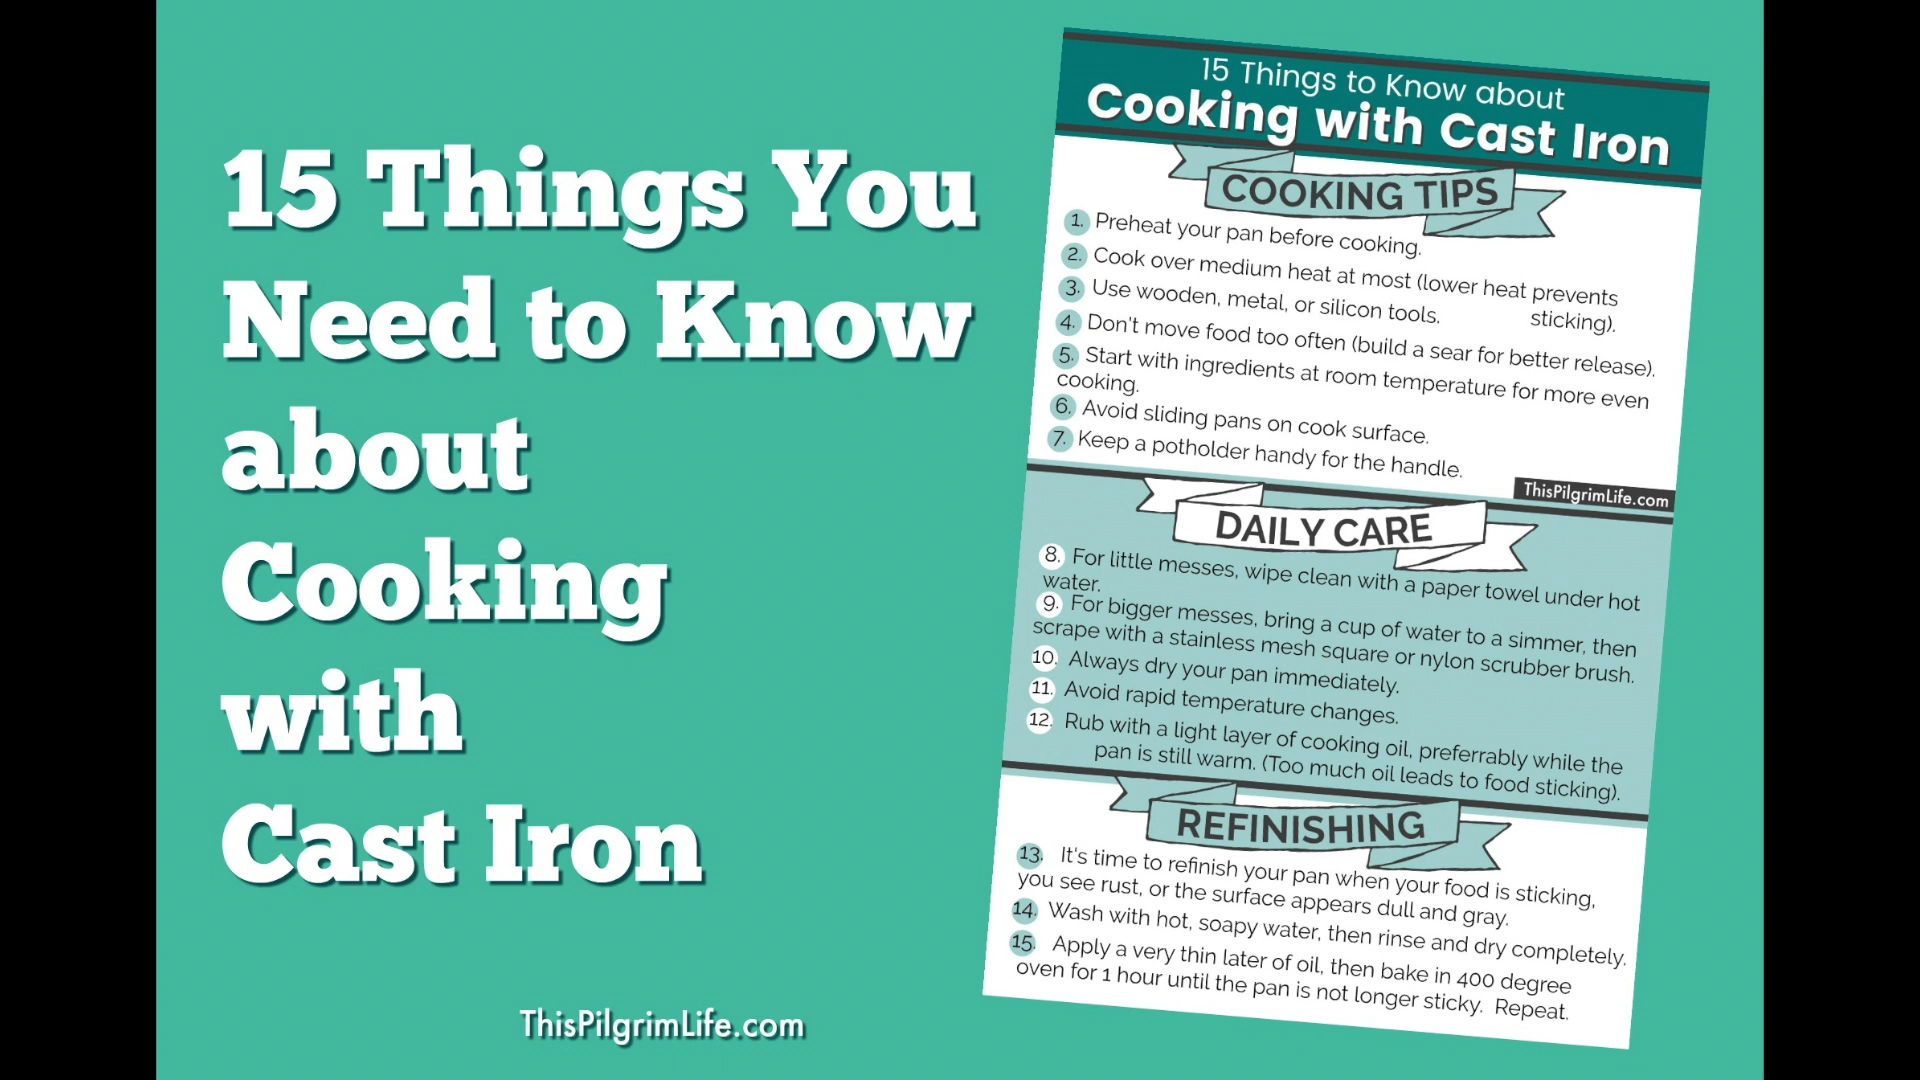 15 Things You
Need to Know
about
Cooking
with
Cast Iron
ThisPilgrimLife.com
15 Things to Know about
Cooking with Cast Iron
COOKING TIPS
1. Preheat your pan before cooking.
2. Cook over medium heat at most (lower heat prevents
sticking).
3. Use wooden, metal, or silicon tools.
4. Don't move food too often (build a sear for better release).
5. Start with ingredients at room temperature for more even
cooking.
6. Avoid sliding pans on cook surface.
7. Keep a potholder handy for the handle.
ThisPilgrimLife.com
DAILY CARE
8. For little messes, wipe clean with a paper towel under hot
water.
9. For bigger messes, bring a cup of water to a simmer, then
scrape with a stainless mesh square or nylon scrubber brush.
10. Always dry your pan immediately.
11. Avoid rapid temperature changes.
12. Rub with a light layer of cooking oil, preferrably while the
pan is still warm. (Too much oil leads to food sticking).
REFINISHING
13. It's time to refinish your pan when your food is sticking,
you see rust, or the surface appears dull and gray.
14. Wash with hot, soapy water, then rinse and dry completely.
15. Apply a very thin later of oil, then bake in 400 degree
oven for 1 hour until the pan is not longer sticky. Repeat.